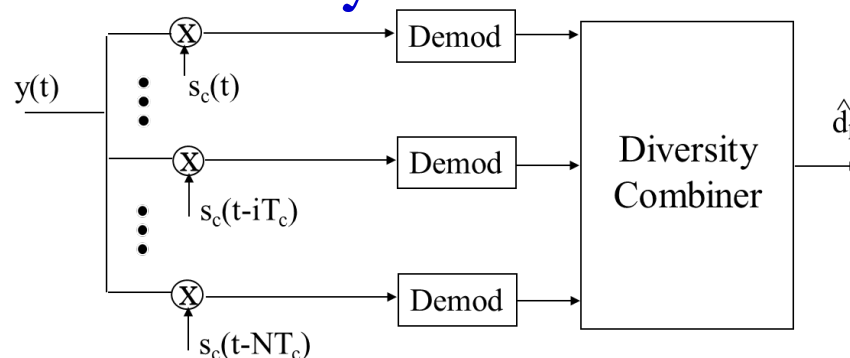 X
Demod
y(t)
s_c(t)
X
Demod
Diversity
Combiner
s_c(t-iT_c)
X
Demod
s_c(t-NT_c)